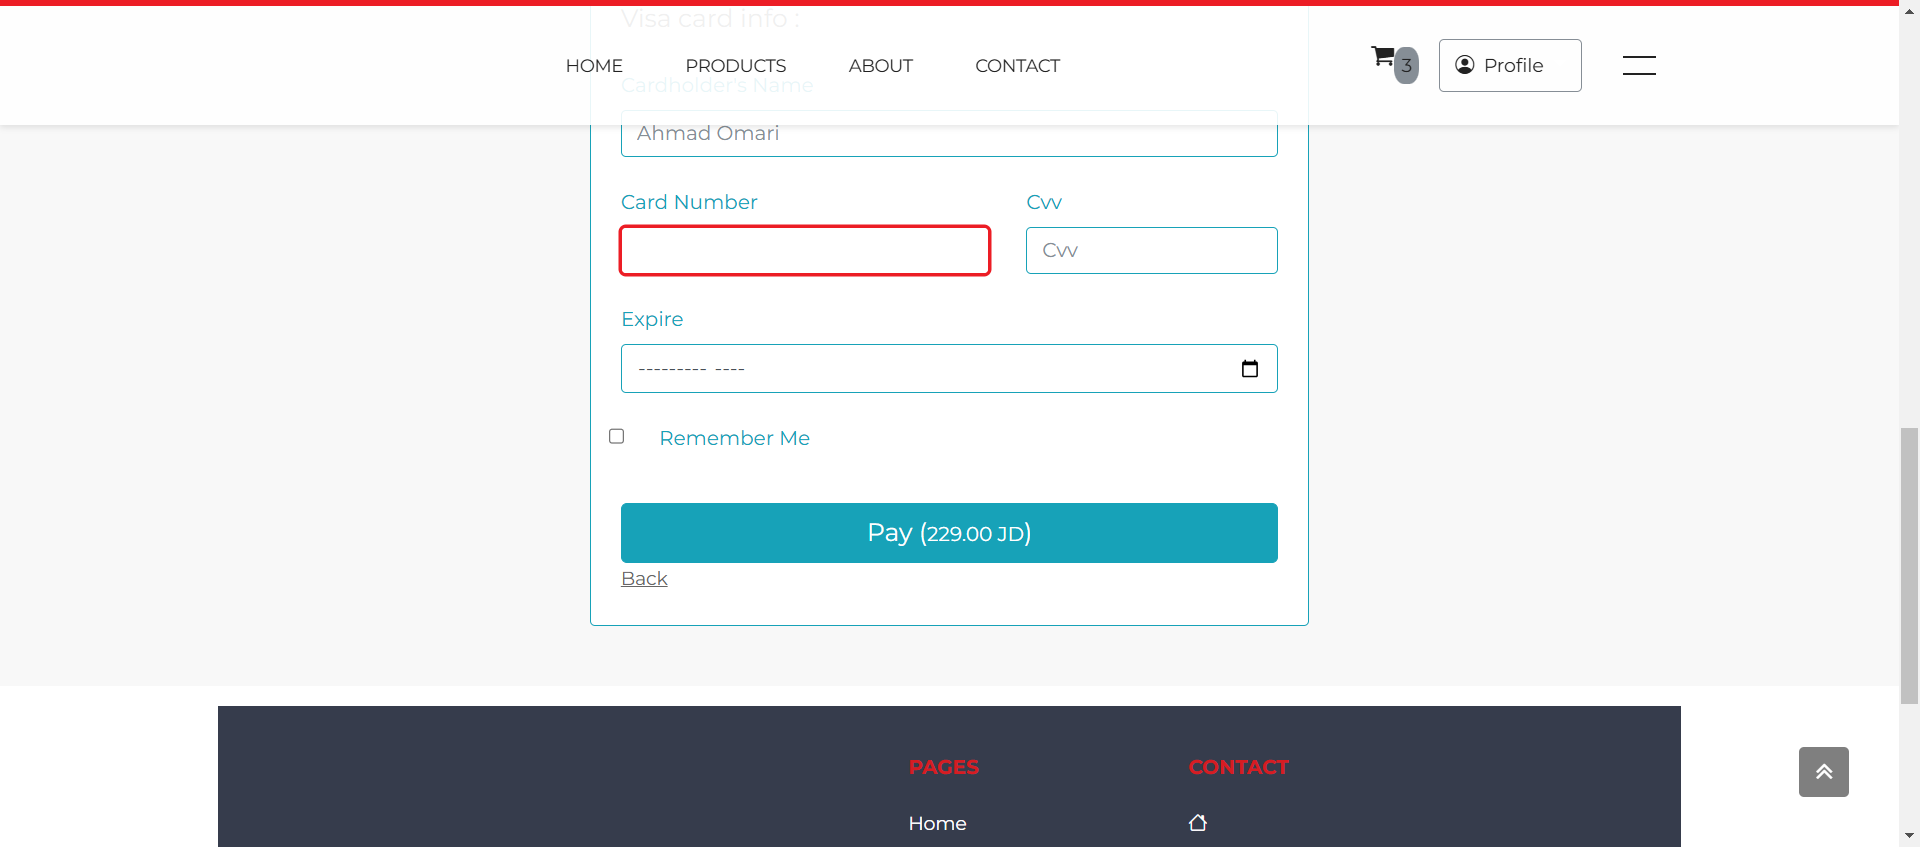 Visa card info :
HOME PRODUCTS ABOUT CONTACT 3 Profile
Cardholder's Name
Ahmad Omari
Card Number Cvv
Cvv
Expire
--------- ----
Remember Me
Pay (229.00 JD)
Back
PAGES CONTACT
Home